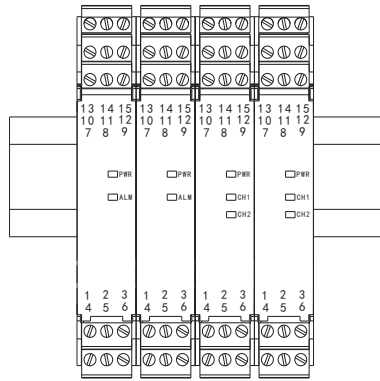 13 14 15 13 14 15 13 14 15 13 14 15
10 11 12 10 11 12 10 11 12 10 11 12
7 8 9 7 8 9 7 8 9 7 8 9
PWR PWR PWR PWR
ALM ALM CH1 CH1
CH2 CH2
1 2 3 1 2 3 1 2 3 1 2 3
4 5 6 4 5 6 4 5 6 4 5 6